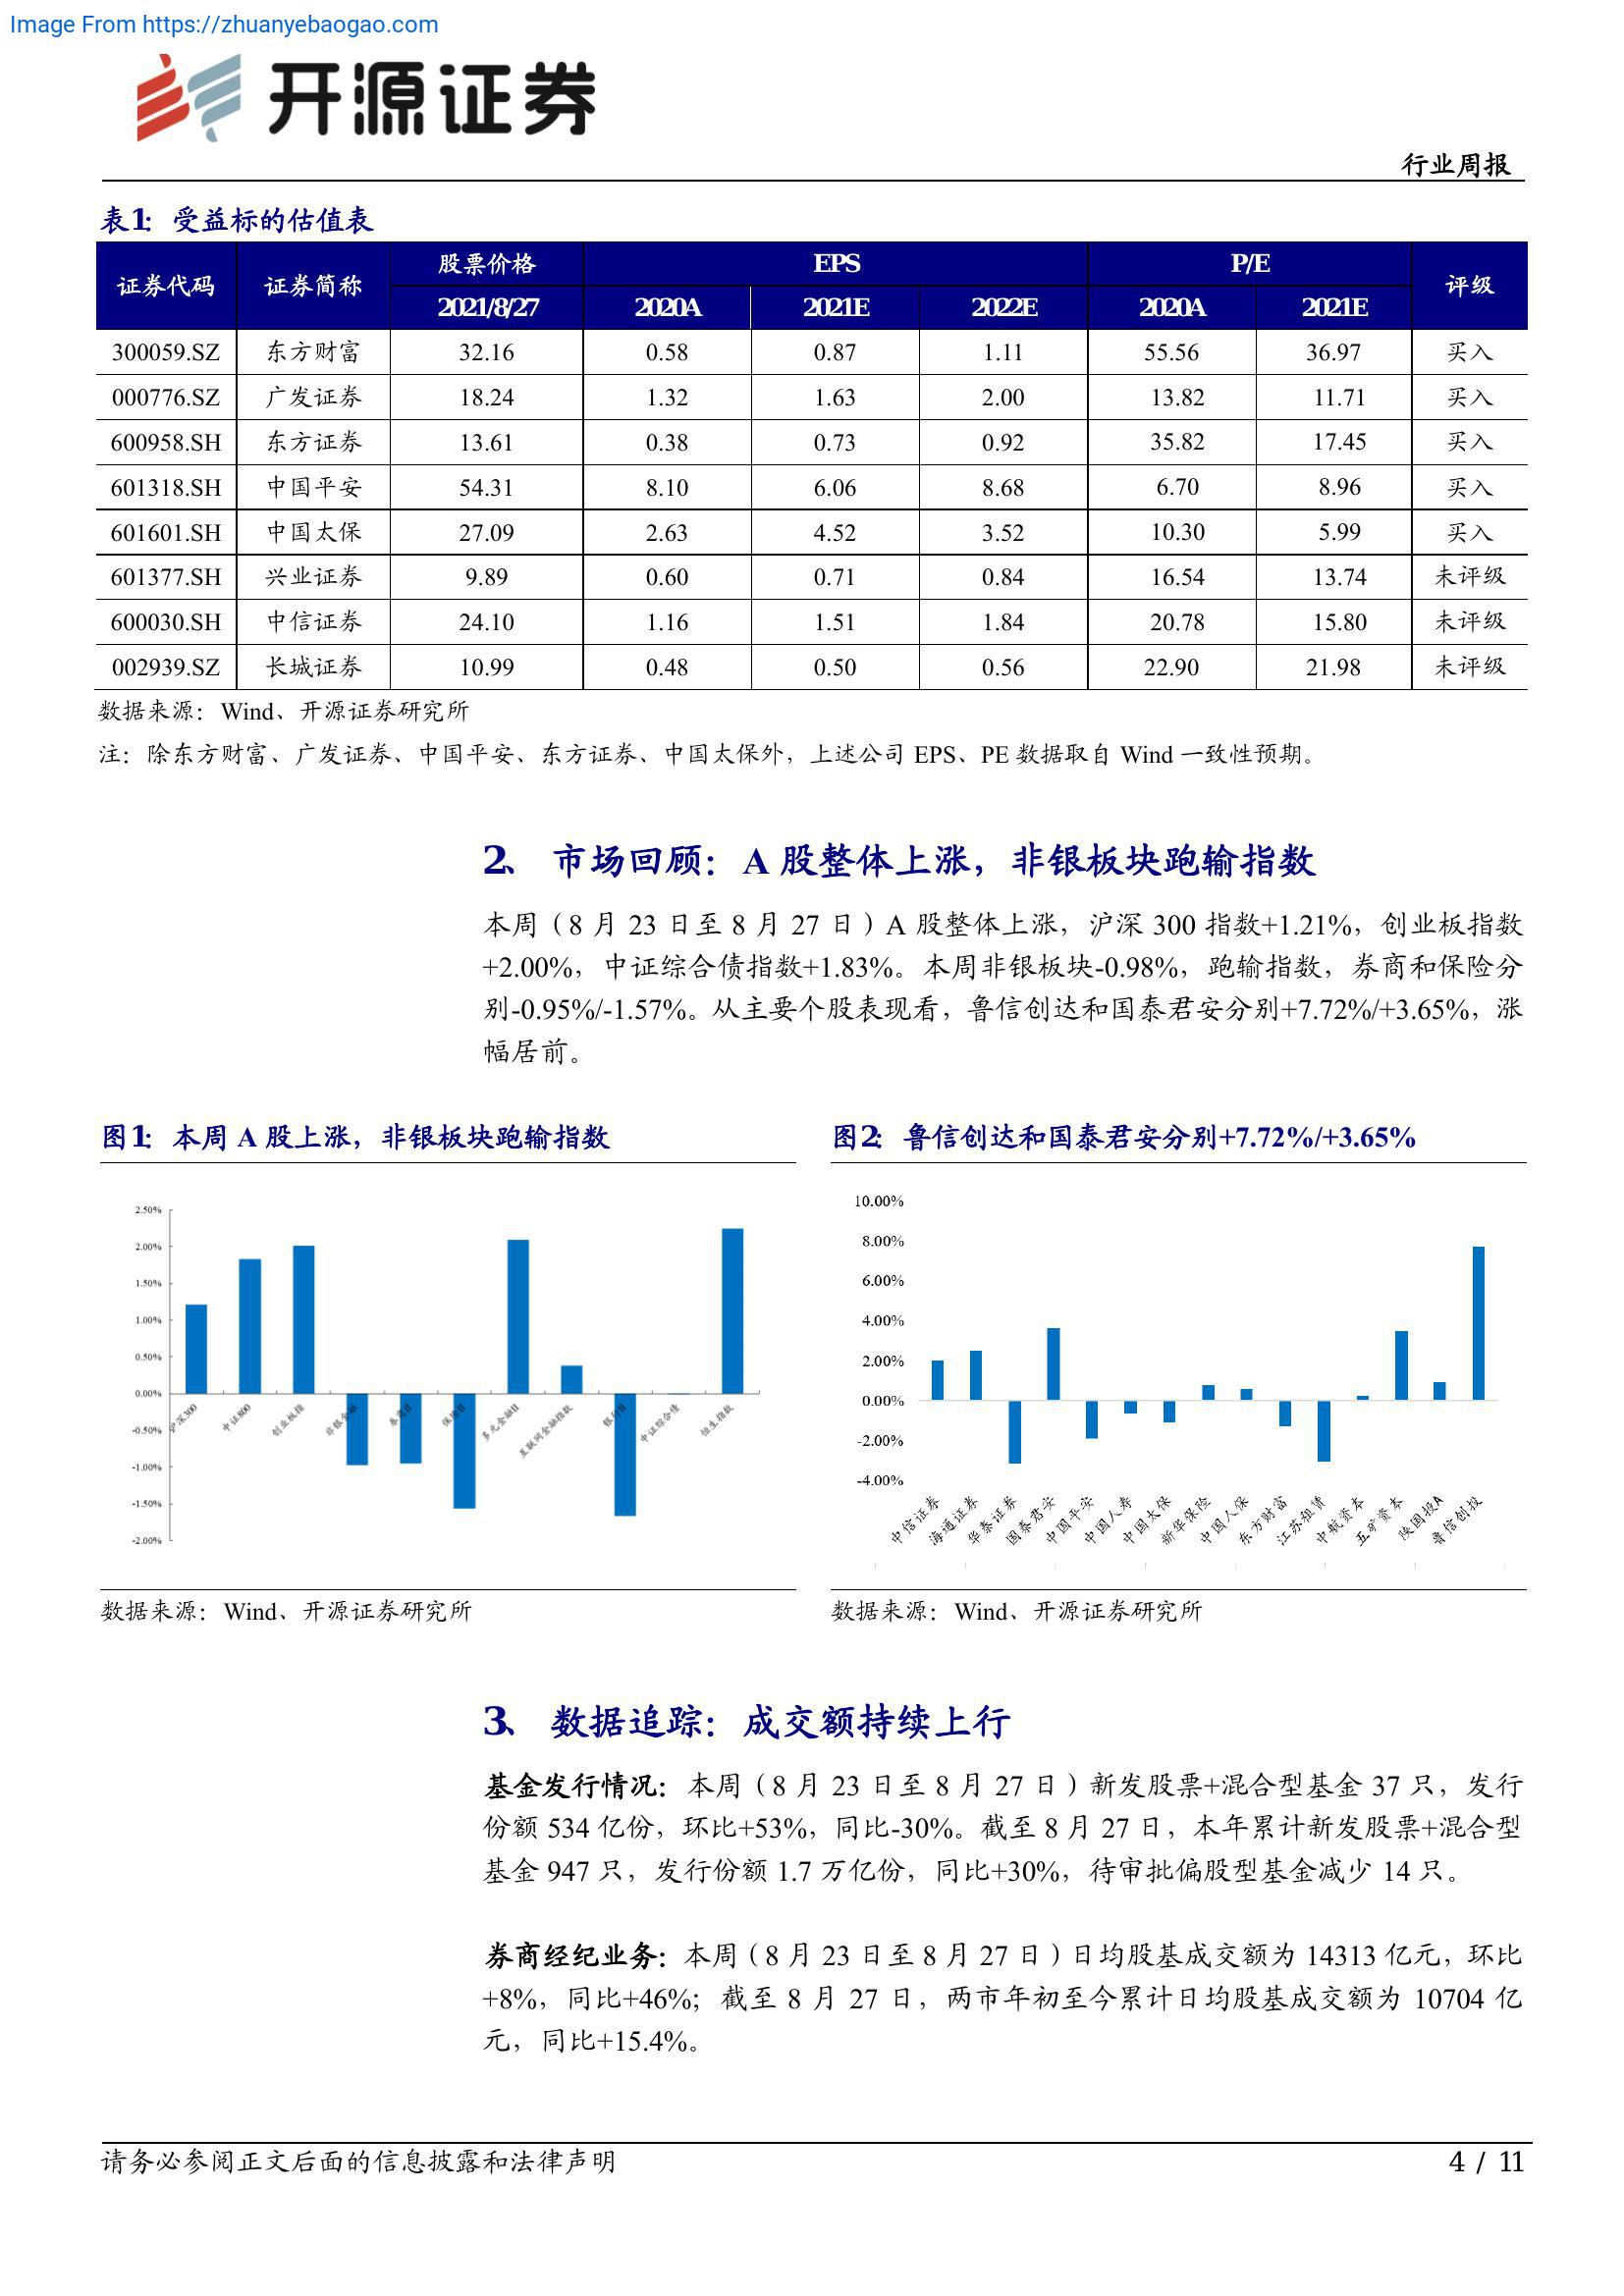 Image From https://zhuanyebaogao.com
开源证券
行业周报
表1：受益标的估值表
证券代码 证券简称 股票价格 EPS P/E 评级
2021/8/27 2020A 2021E 2022E 2020A 2021E
300059.SZ 东方财富 32.16 0.58 0.87 1.11 55.56 36.97 买入
000776.SZ 广发证券 18.24 1.32 1.63 2.00 13.82 11.71 买入
600958.SH 东方证券 13.61 0.38 0.73 0.92 35.82 17.45 买入
601318.SH 中国平安 54.31 8.10 6.06 8.68 6.70 8.96 买入
601601.SH 中国太保 27.09 2.63 4.52 3.52 10.30 5.99 买入
601377.SH 兴业证券 9.89 0.60 0.71 0.84 16.54 13.74 未评级
600030.SH 中信证券 24.10 1.16 1.51 1.84 20.78 15.80 未评级
002939.SZ 长城证券 10.99 0.48 0.50 0.56 22.90 21.98 未评级
数据来源：Wind、开源证券研究所
注：除东方财富、广发证券、中国平安、东方证券、中国太保外，上述公司 EPS、PE 数据取自 Wind 一致性预期。
2、 市场回顾：A 股整体上涨，非银板块跑输指数
本周（8 月 23 日至 8 月 27 日）A 股整体上涨，沪深 300 指数+1.21%，创业板指数
+2.00%，中证综合债指数+1.83%。本周非银板块-0.98%，跑输指数，券商和保险分
别-0.95%/-1.57%。从主要个股表现看，鲁信创达和国泰君安分别+7.72%/+3.65%，涨
幅居前。
图1：本周 A 股上涨，非银板块跑输指数
2.50%
2.00%
1.50%
1.00%
0.50%
0.00%
-0.50%
-1.00%
-1.50%
-2.00%
沪深300 中证800 创业板指 非银金融 券商II 保险II 多元金融II 互联网金融指数 银行II 中证综合债 恒生指数
数据来源：Wind、开源证券研究所
图2：鲁信创达和国泰君安分别+7.72%/+3.65%
10.00%
8.00%
6.00%
4.00%
2.00%
0.00%
-2.00%
-4.00%
中信证券 海通证券 华泰证券 国泰君安 中国平安 中国人寿 中国太保 新华保险 中国人保 东方财富 江苏租赁 中航资本 五矿资本 陕国投A 鲁信创投
数据来源：Wind、开源证券研究所
3、 数据追踪：成交额持续上行
基金发行情况：本周（8 月 23 日至 8 月 27 日）新发股票+混合型基金 37 只，发行
份额 534 亿份，环比+53%，同比-30%。截至 8 月 27 日，本年累计新发股票+混合型
基金 947 只，发行份额 1.7 万亿份，同比+30%，待审批偏股型基金减少 14 只。
券商经纪业务：本周（8 月 23 日至 8 月 27 日）日均股基成交额为 14313 亿元，环比
+8%，同比+46%；截至 8 月 27 日，两市年初至今累计日均股基成交额为 10704 亿
元，同比+15.4%。
请务必参阅正文后面的信息披露和法律声明
4 / 11